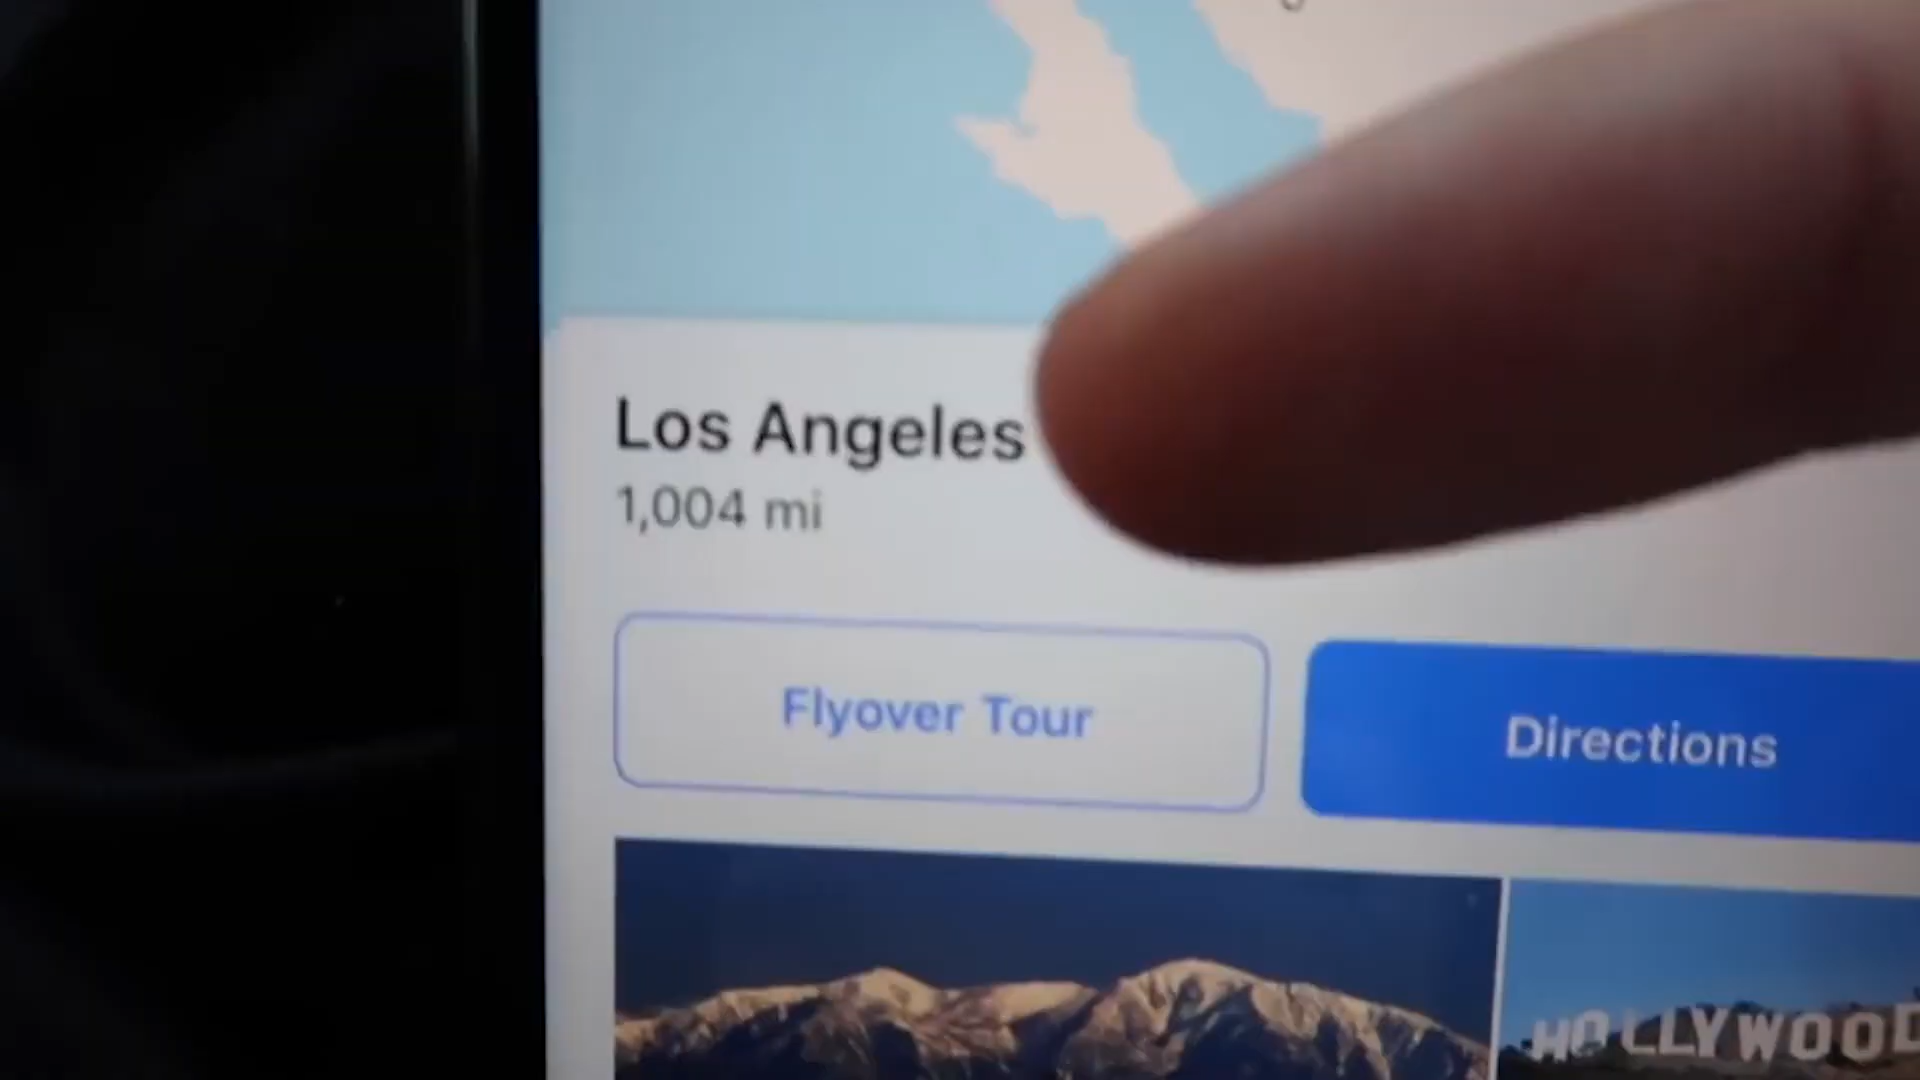 Los Angeles
1,004 mi
Flyover Tour
Directions
HOLLYWOOD